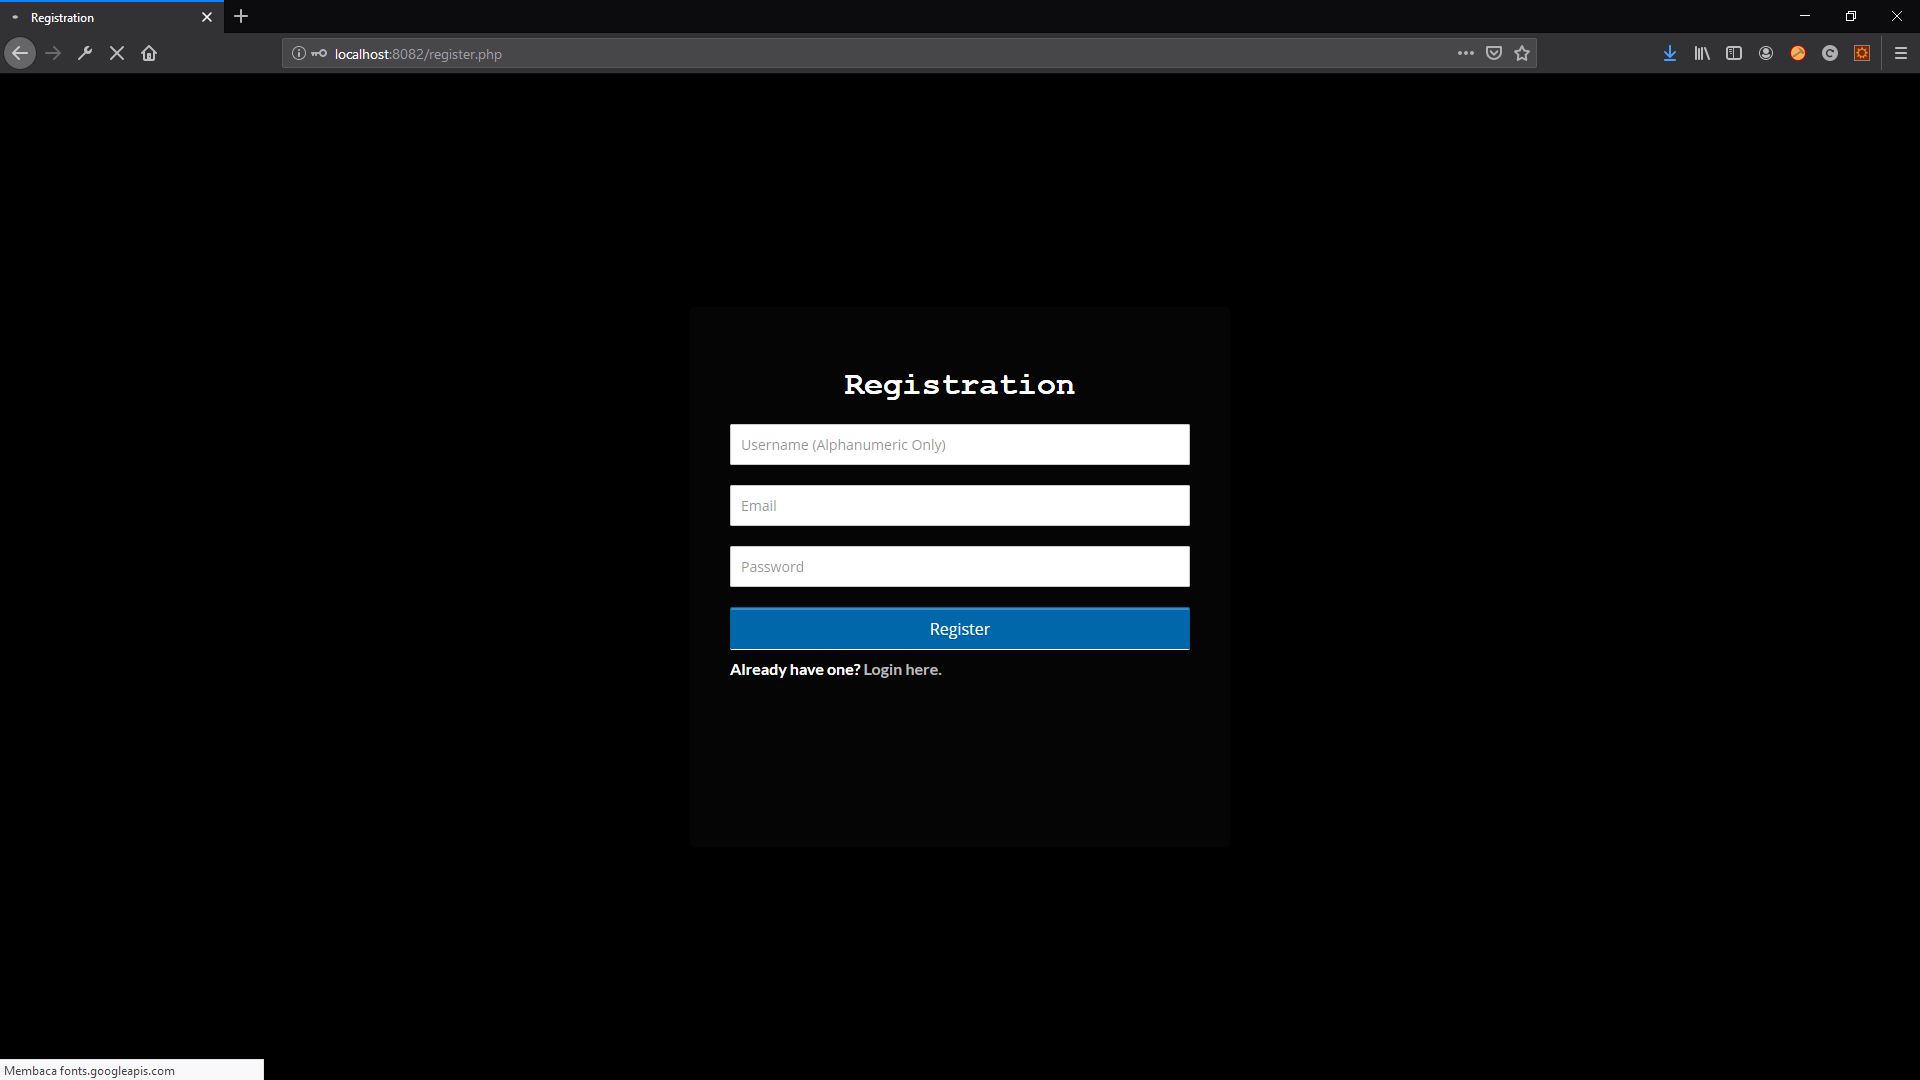 Registration
localhost:8082/register.php
Registration
Username (Alphanumeric Only)
Email
Password
Register
Already have one? Login here.
Membaca fonts.googleapis.com